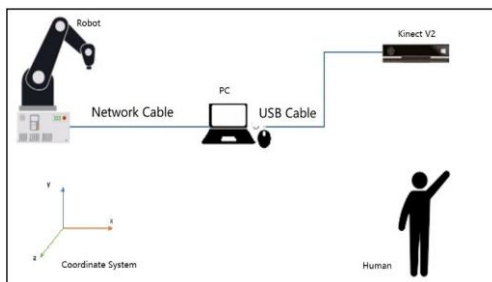 Robot
Kinect V2
PC
Network Cable
USB Cable
y
x
z
Coordinate System
Human